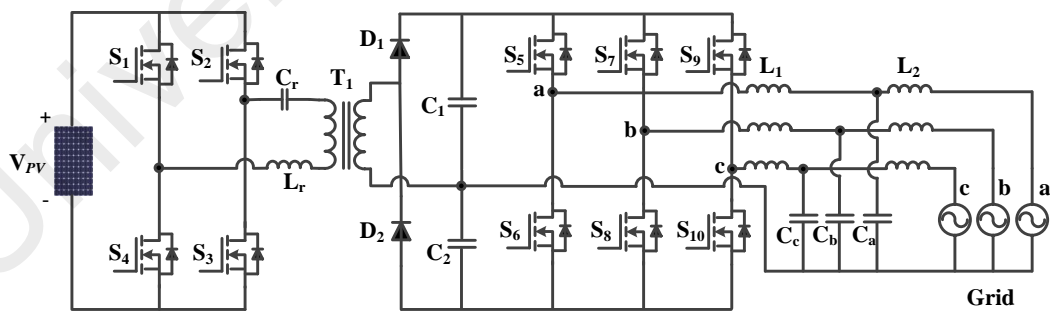 Univer
D1
S1
S2
S5
S7
S9
L1
L2
Cr
T1
a
C1
+
b
VPV
c
Lr
-
c
b
a
D2
S6
S8
S10
S4
S3
C2
Cc
Cb
Ca
Grid